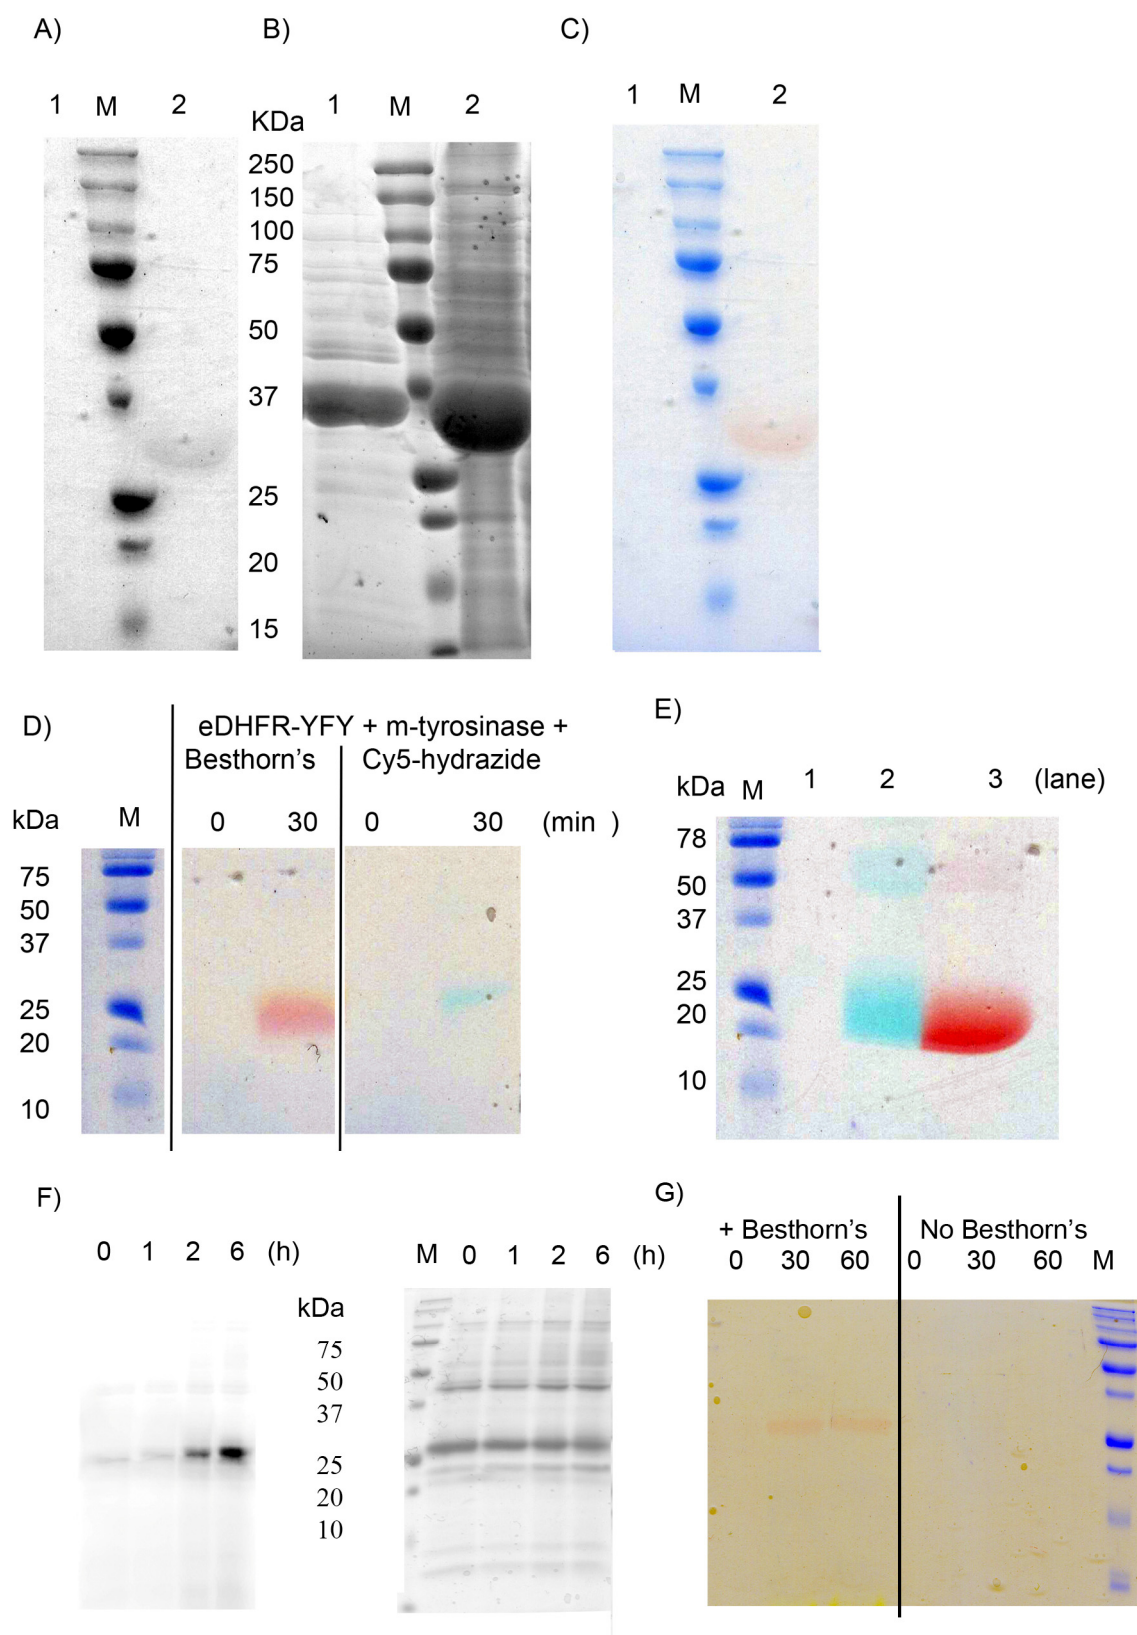 A)
B)
C)
1 M 2
KDa
1 M 2
1 M 2
250
150
100
75
50
37
25
20
15
D)
eDHFR-YFY + m-tyrosinase +
Besthorn's Cy5-hydrazide
kDa M 0 30 0 30 (min )
75
50
37
25
20
10
E)
kDa M 1 2 3 (lane)
78
50
37
25
20
10
F)
0 1 2 6 (h)
M 0 1 2 6 (h)
kDa
75
50
37
25
20
10
G)
+ Besthorn's No Besthorn's
0 30 60 0 30 60 M